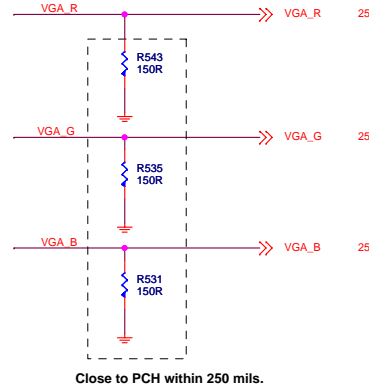 VGA_R VGA_R 25
R543
150R
VGA_G VGA_G 25
R535
150R
VGA_B VGA_B 25
R531
150R
Close to PCH within 250 mils.